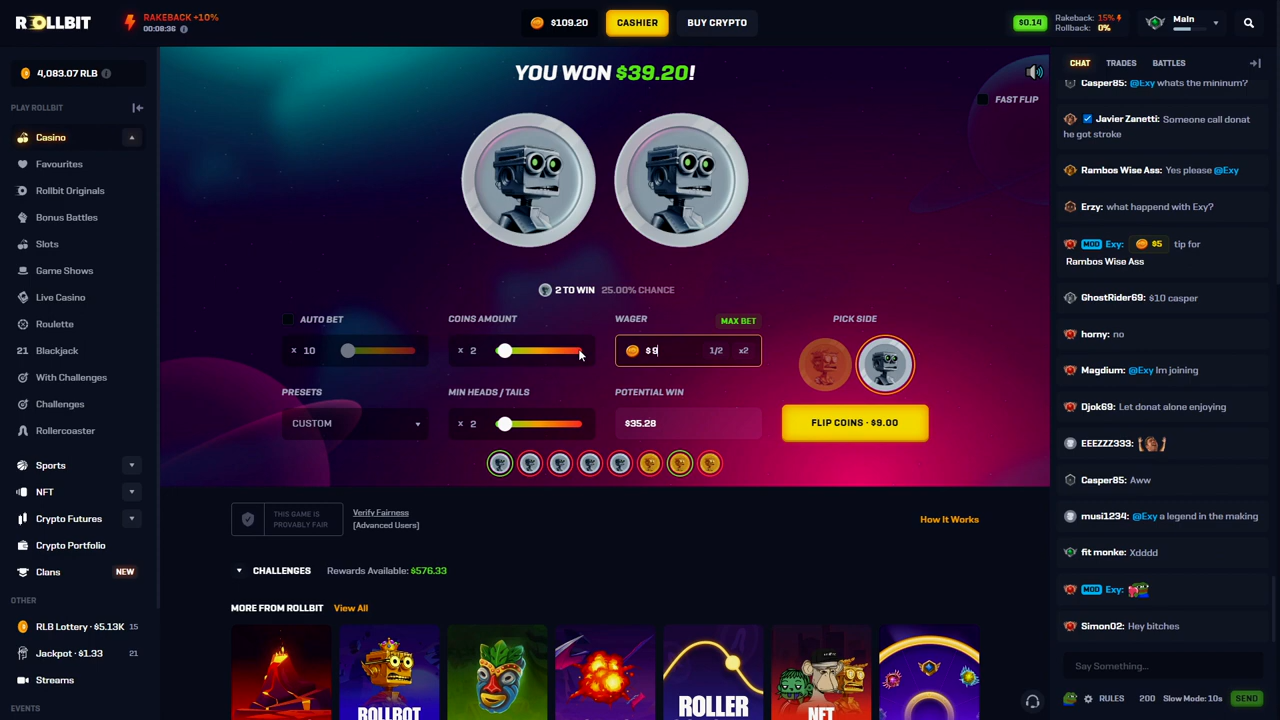 ROLLBIT
RAKEBACK +10%
00:08:36
$109.20
CASHIER
BUY CRYPTO
$0.14
Rakeback: 15%
Rollback: 0%
Main
4,083.07 RLB
PLAY ROLLBIT
Casino
Favourites
Rollbit Originals
Bonus Battles
Slots
Game Shows
Live Casino
Roulette
21 Blackjack
With Challenges
Challenges
Rollercoaster
Sports
NFT
Crypto Futures
Crypto Portfolio
Clans NEW
OTHER
RLB Lottery · $5.13K 15
Jackpot · $1.33 21
Streams
EVENTS
YOU WON $39.20!
FAST FLIP
2 TO WIN 25.00% CHANCE
AUTO BET
x 10
COINS AMOUNT
x 2
WAGER
MAX BET
$9
1/2
x2
PICK SIDE
PRESETS
CUSTOM
MIN HEADS / TAILS
x 2
POTENTIAL WIN
$35.28
FLIP COINS · $9.00
THIS GAME IS
PROVABLY FAIR
Verify Fairness
[Advanced Users]
How It Works
CHALLENGES Rewards Available: $576.33
MORE FROM ROLLBIT View All
ROLLBOT
ROLLER
NFT
CHAT
TRADES
BATTLES
Casper85: @Exy whats the mininum?
Javier Zanetti: Someone call donat
he got stroke
Rambos Wise Ass: Yes please @Exy
Erzy: what happend with Exy?
MOD Exy: $5 tip for
Rambos Wise Ass
GhostRider69: $10 casper
horny: no
Magdium: @Exy Im joining
Djok69: Let donat alone enjoying
EEEZZZ333:
Casper85: Aww
musi1234: @Exy a legend in the making
fit monke: Xdddd
MOD Exy:
Simon02: Hey bitches
Say Something...
RULES
200
Slow Mode: 10s
SEND